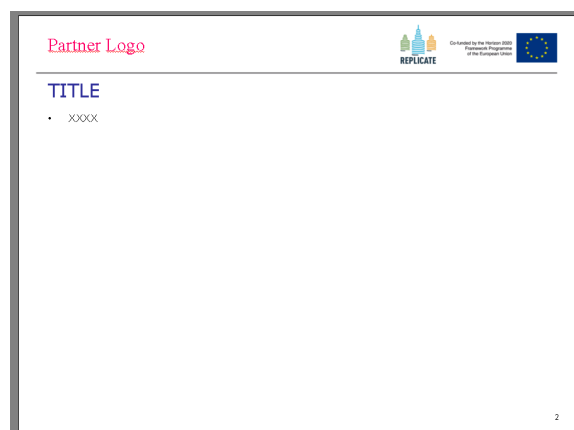 Partner Logo
REPLICATE
Co-funded by the Horizon 2020
Framework Programme
of the European Union
TITLE
• XXXX
2